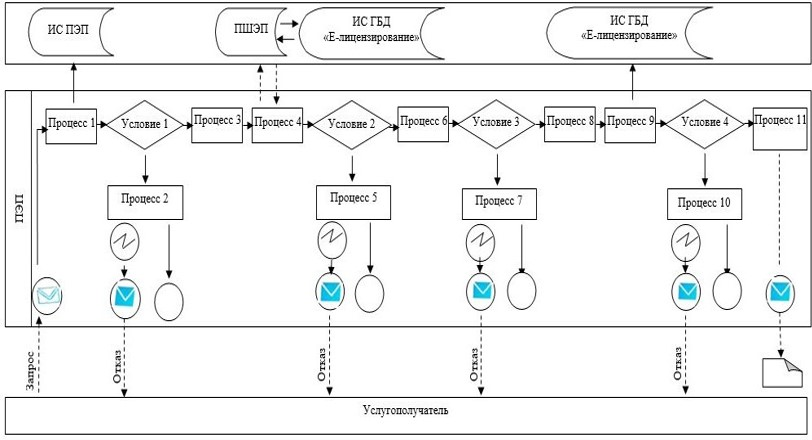 ИС ПЭП
ПШЭП
ИС ГБД
«Е-лицензирование»
ИС ГБД
«Е-лицензирование»
ПЭП
Процесс 1
Условие 1
Процесс 3
Процесс 4
Условие 2
Процесс 6
Условие 3
Процесс 8
Процесс 9
Условие 4
Процесс 11
Процесс 2
Процесс 5
Процесс 7
Процесс 10
Запрос
Отказ
Отказ
Отказ
Отказ
Услугополучатель